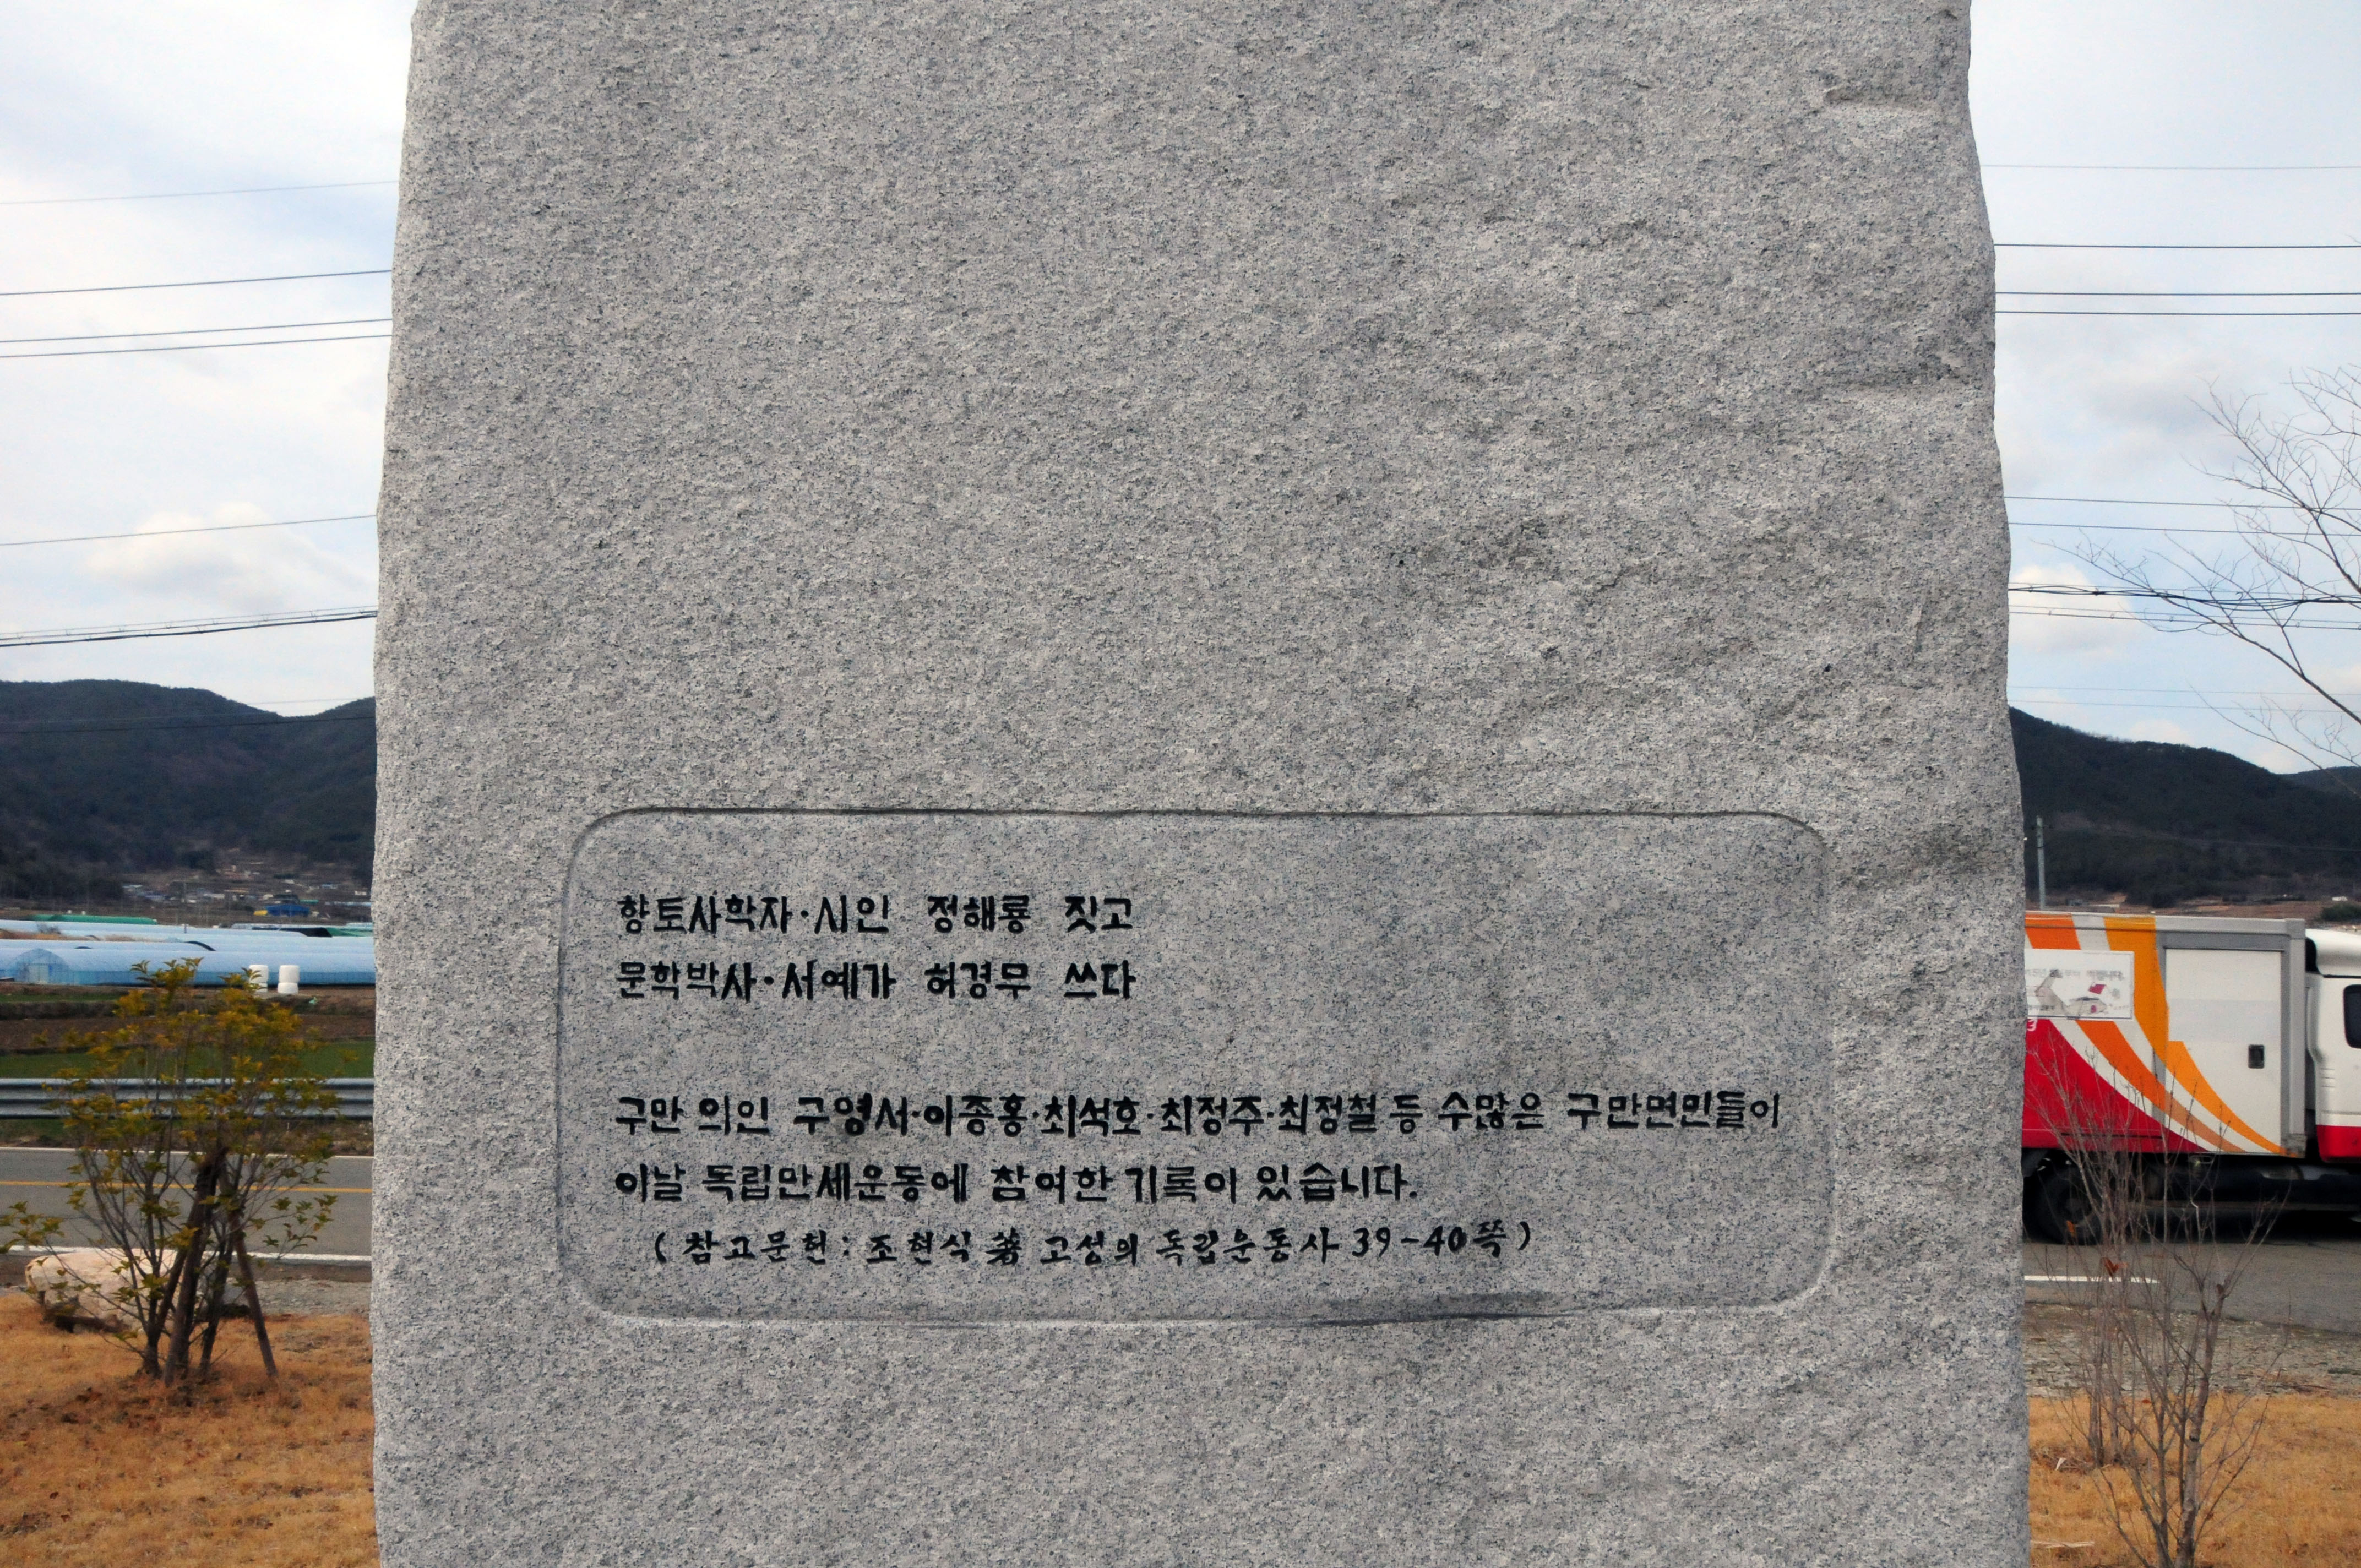 향토사학자·시인 정해룡 짓고
문학박사·서예가 허경무 쓰다
구만 의인 구영서·이종홍·최석호·최정주·최정철 등 수많은 구만면민들이
이날 독립만세운동에 참여한 기록이 있습니다.
(참고문헌: 조현식 著 고성의 독립운동사 39-40쪽)